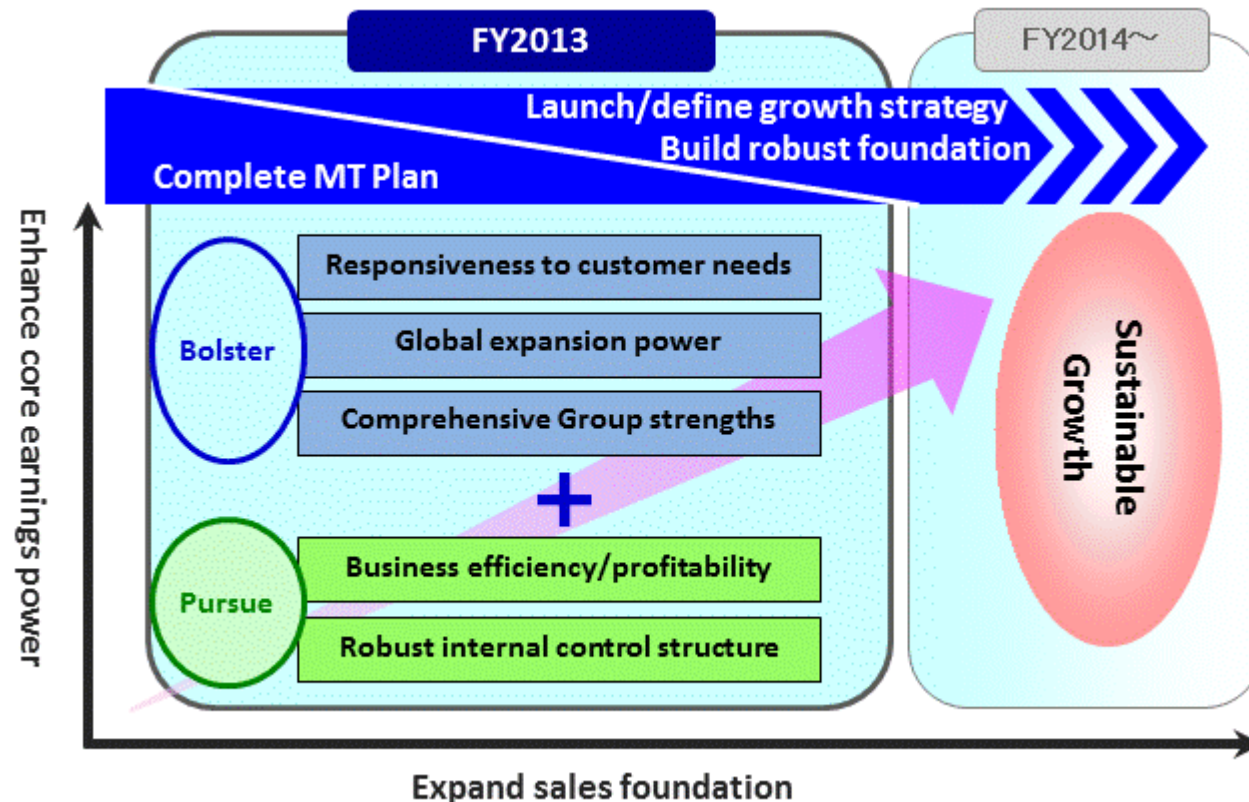 FY2013
FY2014～
Launch/define growth strategy
Build robust foundation
Complete MT Plan
Enhance core earnings power
Bolster
Responsiveness to customer needs
Global expansion power
Comprehensive Group strengths
+
Pursue
Business efficiency/profitability
Robust internal control structure
Sustainable
Growth
Expand sales foundation